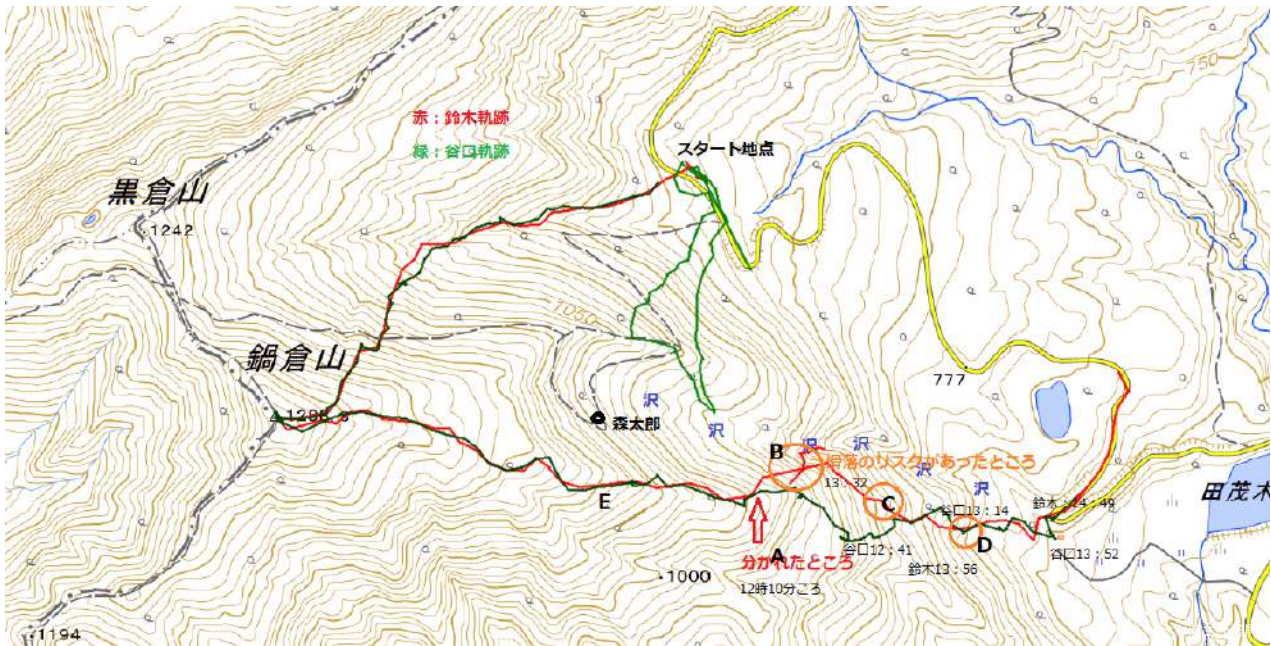 750
赤：鈴木軌跡
緑：谷口軌跡
スタート地点
黒倉山
1242
1030
鍋倉山
1288
777
沢
森太郎
沢
沢
沢
B
滑落のリスクがあったところ
沢
13：32
沢
E
C
田茂木
谷口13：14
鈴木：14：49
D
A
分かれたところ
谷口12：41
谷口13：52
1000
鈴木13：56
12時10分ころ
1194